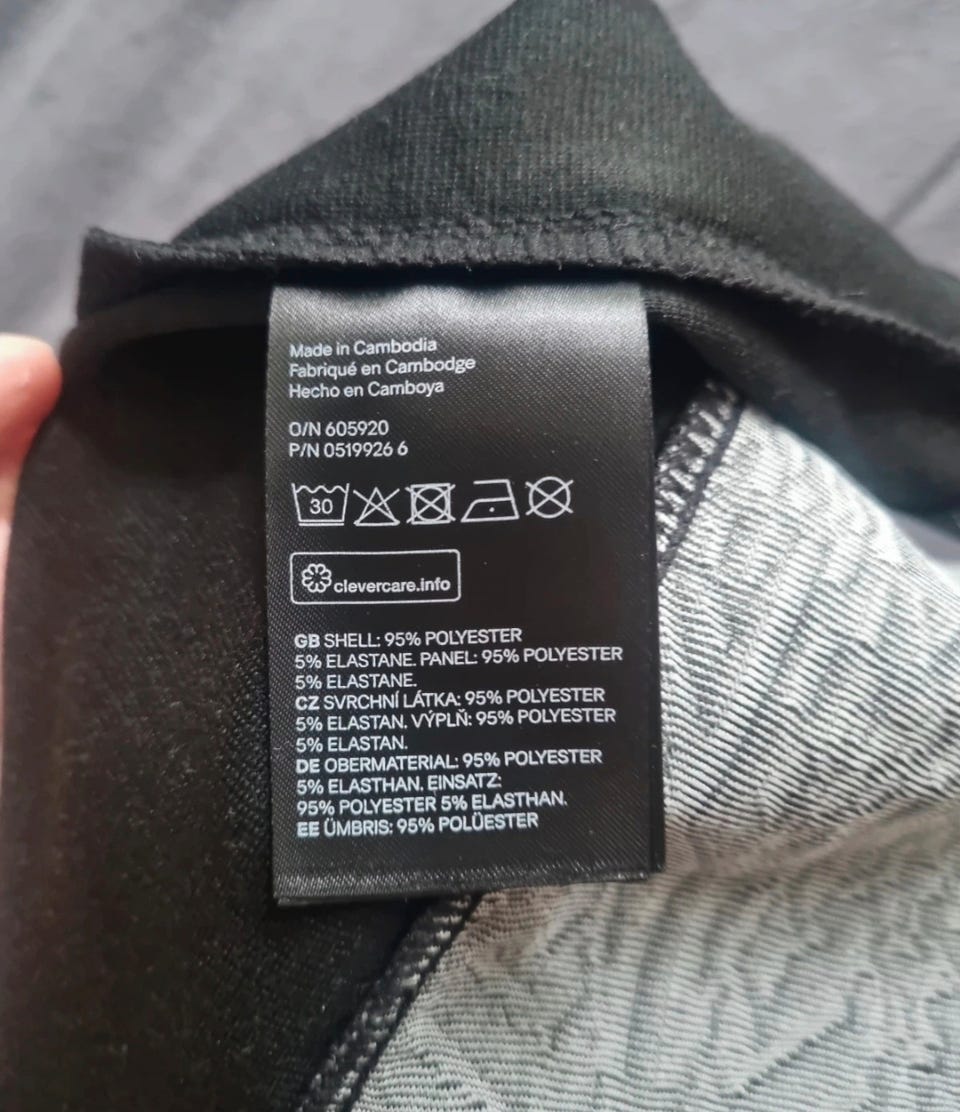 Made in Cambodia
Fabriqué en Cambodge
Hecho en Camboya
O/N 605920
P/N 0519926 6
30
clevercare.info
GB SHELL: 95% POLYESTER
5% ELASTANE. PANEL: 95% POLYESTER
5% ELASTANE.
CZ SVRCHNÍ LÁTKA: 95% POLYESTER
5% ELASTAN. VÝPLŇ: 95% POLYESTER
5% ELASTAN.
DE OBERMATERIAL: 95% POLYESTER
5% ELASTHAN. EINSATZ:
95% POLYESTER 5% ELASTHAN.
EE ÜMBRIS: 95% POLÜESTER